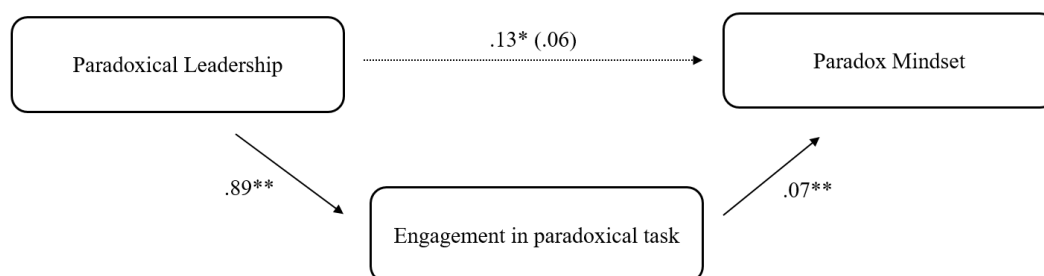 .13* (.06)
Paradoxical Leadership
Paradox Mindset
.89**
.07**
Engagement in paradoxical task